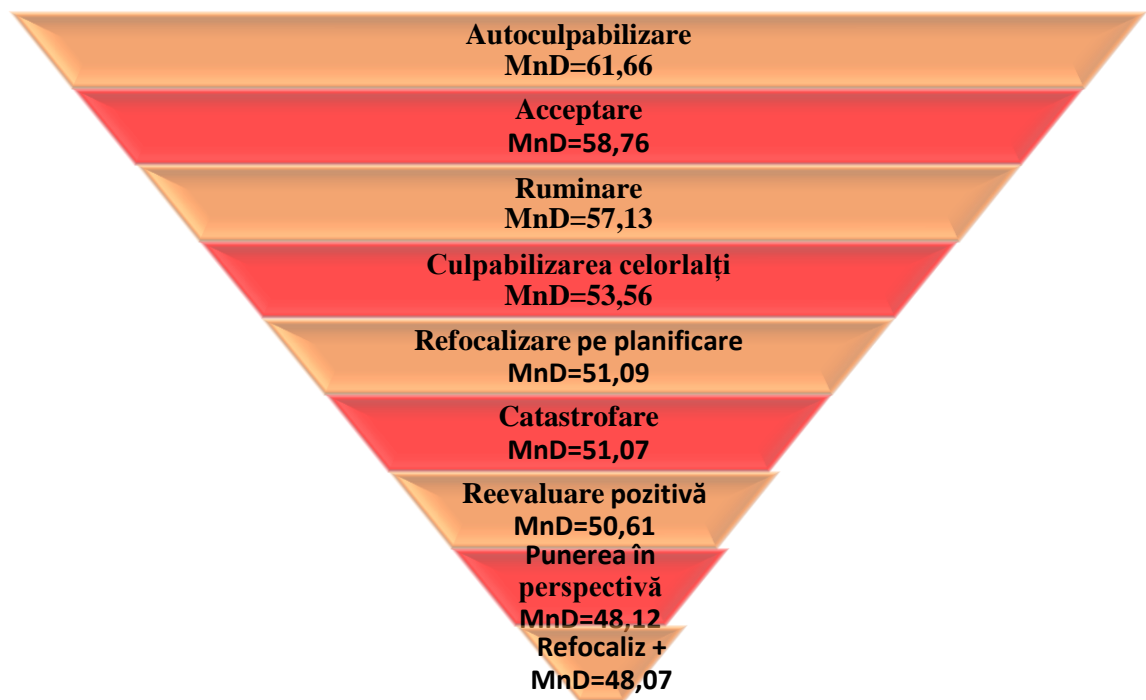 Autoculpabilizare
MnD=61,66
Acceptare
MnD=58,76
Ruminare
MnD=57,13
Culpabilizarea celorlalți
MnD=53,56
Refocalizare pe planificare
MnD=51,09
Catastrofare
MnD=51,07
Reevaluare pozitivă
MnD=50,61
Punerea în
perspectivă
MnD=48,12
Refocaliz +
MnD=48,07